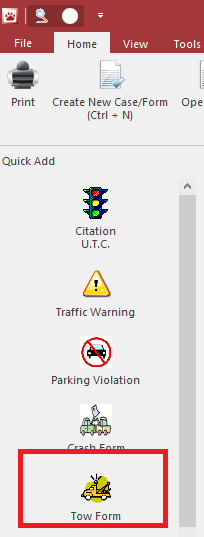 File Home View Tools
Print Create New Case/Form
(Ctrl + N)
Quick Add
Citation
U.T.C.
Traffic Warning
Parking Violation
Crash Form
Tow Form